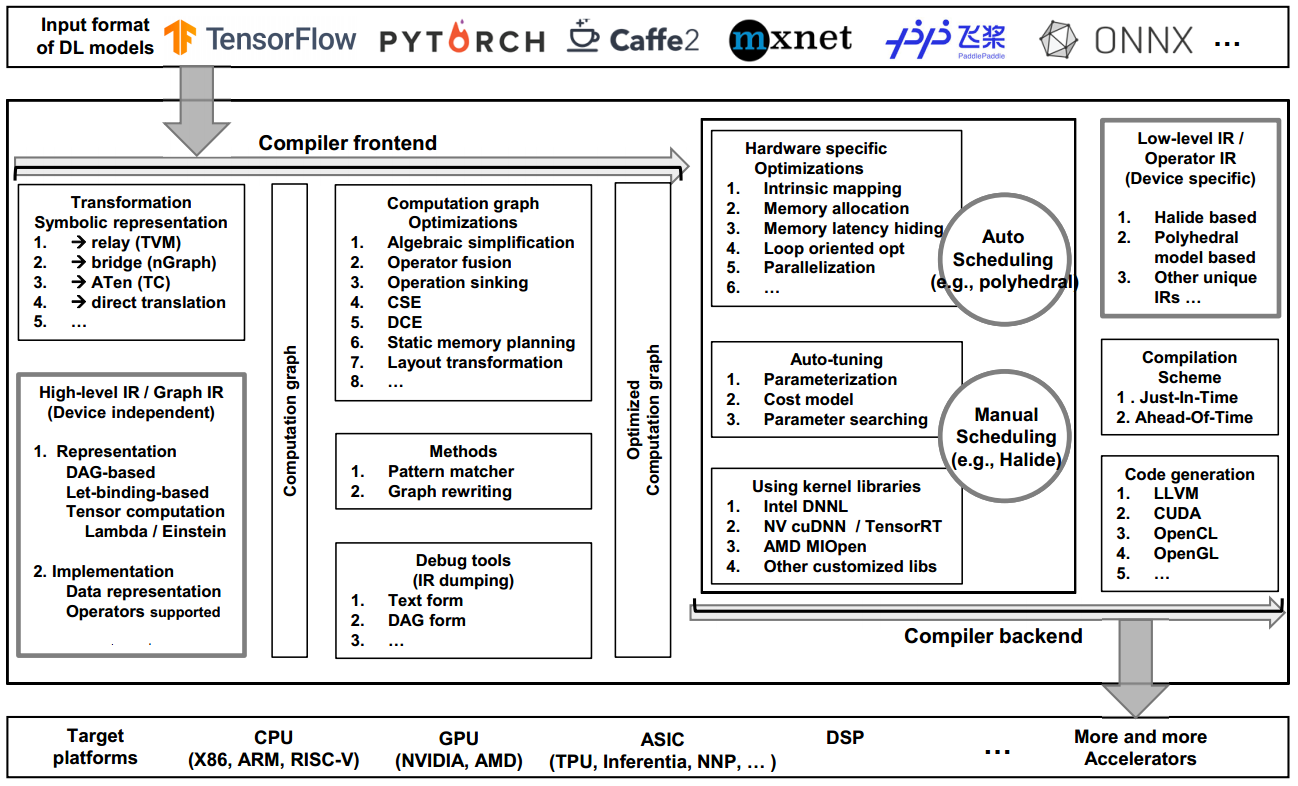 Input format
of DL models
TensorFlow
PYTORCH
Caffe2
mxnet
飞桨
PaddlePaddle
ONNX
...
Compiler frontend
Transformation
Symbolic representation
1. → relay (TVM)
2. → bridge (nGraph)
3. → ATen (TC)
4. → direct translation
5. ...
High-level IR / Graph IR
(Device independent)
1. Representation
DAG-based
Let-binding-based
Tensor computation
Lambda / Einstein
2. Implementation
Data representation
Operators supported
Computation graph
Computation graph
Optimizations
1. Algebraic simplification
2. Operator fusion
3. Operation sinking
4. CSE
5. DCE
6. Static memory planning
7. Layout transformation
8. ...
Methods
1. Pattern matcher
2. Graph rewriting
Debug tools
(IR dumping)
1. Text form
2. DAG form
3. ...
Optimized
Computation graph
Hardware specific
Optimizations
1. Intrinsic mapping
2. Memory allocation
3. Memory latency hiding
4. Loop oriented opt
5. Parallelization
6. ...
Auto
Scheduling
(e.g., polyhedral)
Auto-tuning
1. Parameterization
2. Cost model
3. Parameter searching
Manual
Scheduling
(e.g., Halide)
Using kernel libraries
1. Intel DNNL
2. NV cuDNN / TensorRT
3. AMD MIOpen
4. Other customized libs
Low-level IR /
Operator IR
(Device specific)
1. Halide based
2. Polyhedral
model based
3. Other unique
IRs ...
Compilation
Scheme
1 . Just-In-Time
2. Ahead-Of-Time
Code generation
1. LLVM
2. CUDA
3. OpenCL
4. OpenGL
5. ...
Compiler backend
Target
platforms
CPU
(X86, ARM, RISC-V)
GPU
(NVIDIA, AMD)
ASIC
(TPU, Inferentia, NNP, ... )
DSP
...
More and more
Accelerators